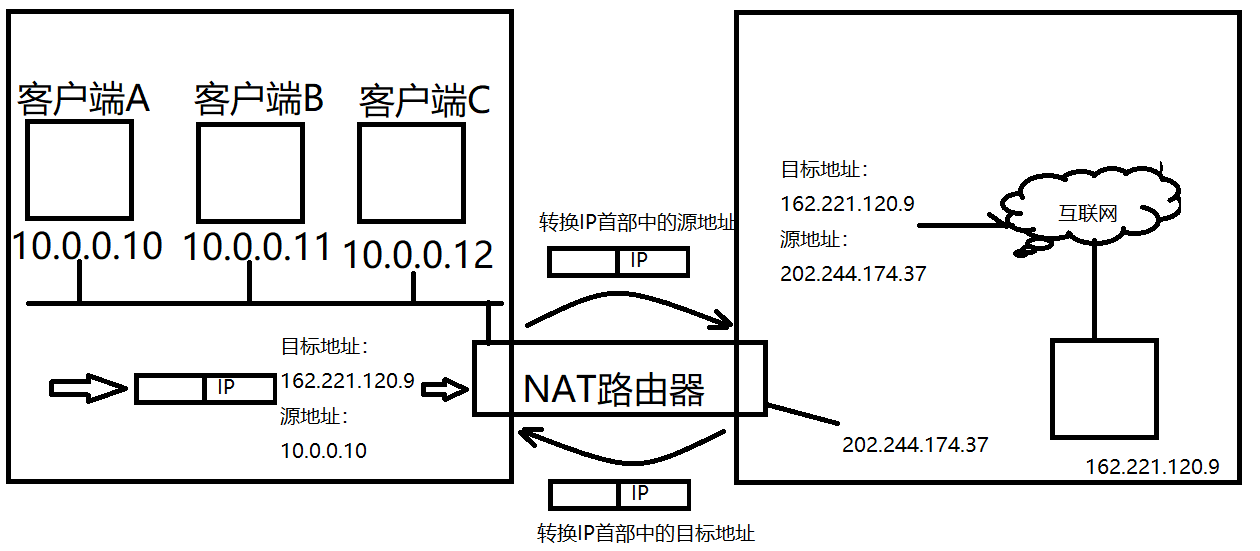 客户端A
客户端B
客户端C
10.0.0.10
10.0.0.11
10.0.0.12
目标地址：
162.221.120.9
源地址：
10.0.0.10
IP
转换IP首部中的源地址
IP
NAT路由器
IP
转换IP首部中的目标地址
目标地址：
162.221.120.9
源地址：
202.244.174.37
互联网
202.244.174.37
162.221.120.9